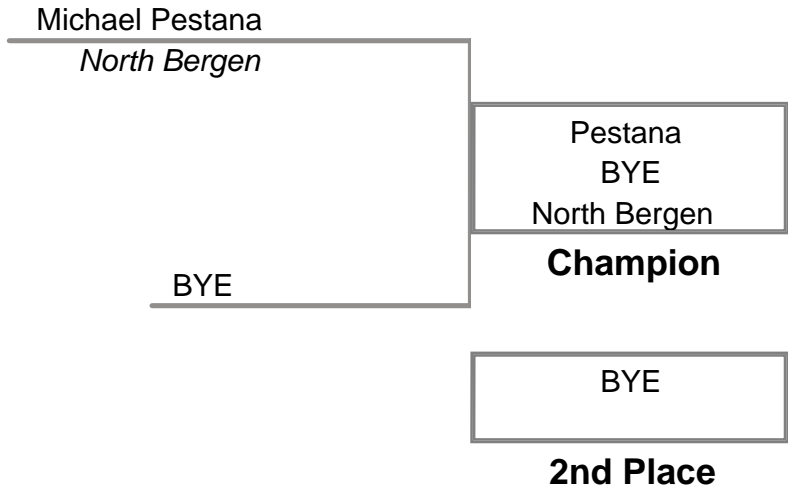 Michael Pestana
North Bergen
Pestana
BYE
North Bergen
Champion
BYE
BYE
2nd Place